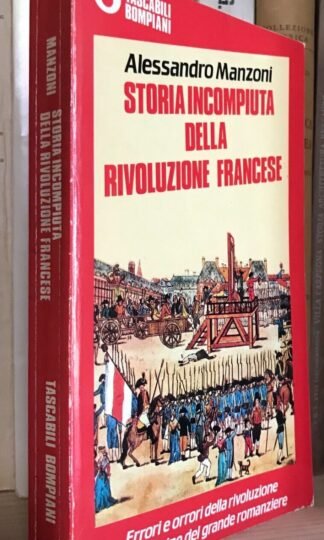 TASCABILI
BOMPIANI
Alessandro Manzoni
STORIA INCOMPIUTA
DELLA
RIVOLUZIONE FRANCESE
Errori e orrori della rivoluzione
del grande romanziere
MANZONI
STORIA INCOMPIUTA
DELLA RIVOLUZIONE FRANCESE
TASCABILI BOMPIANI